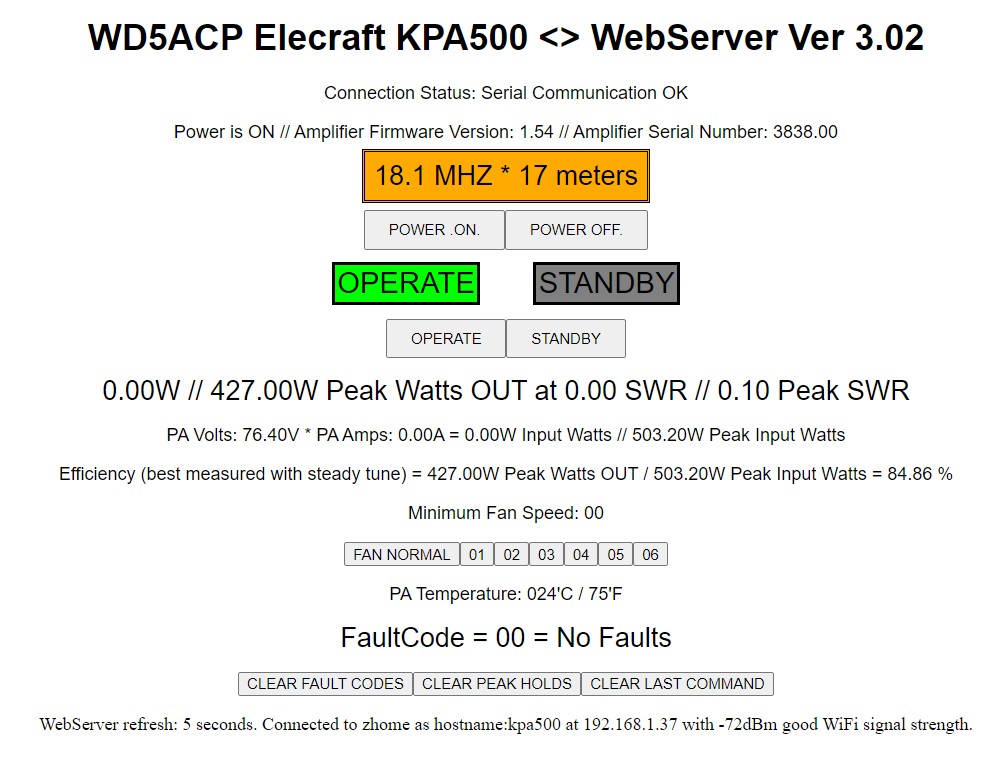 WD5ACP Elecraft KPA500 <> WebServer Ver 3.02
Connection Status: Serial Communication OK
Power is ON // Amplifier Firmware Version: 1.54 // Amplifier Serial Number: 3838.00
18.1 MHZ * 17 meters
POWER .ON. POWER OFF.
OPERATE STANDBY
OPERATE STANDBY
0.00W // 427.00W Peak Watts OUT at 0.00 SWR // 0.10 Peak SWR
PA Volts: 76.40V * PA Amps: 0.00A = 0.00W Input Watts // 503.20W Peak Input Watts
Efficiency (best measured with steady tune) = 427.00W Peak Watts OUT / 503.20W Peak Input Watts = 84.86 %
Minimum Fan Speed: 00
FAN NORMAL 01 02 03 04 05 06
PA Temperature: 024'C / 75'F
FaultCode = 00 = No Faults
CLEAR FAULT CODES CLEAR PEAK HOLDS CLEAR LAST COMMAND
WebServer refresh: 5 seconds. Connected to zhome as hostname:kpa500 at 192.168.1.37 with -72dBm good WiFi signal strength.